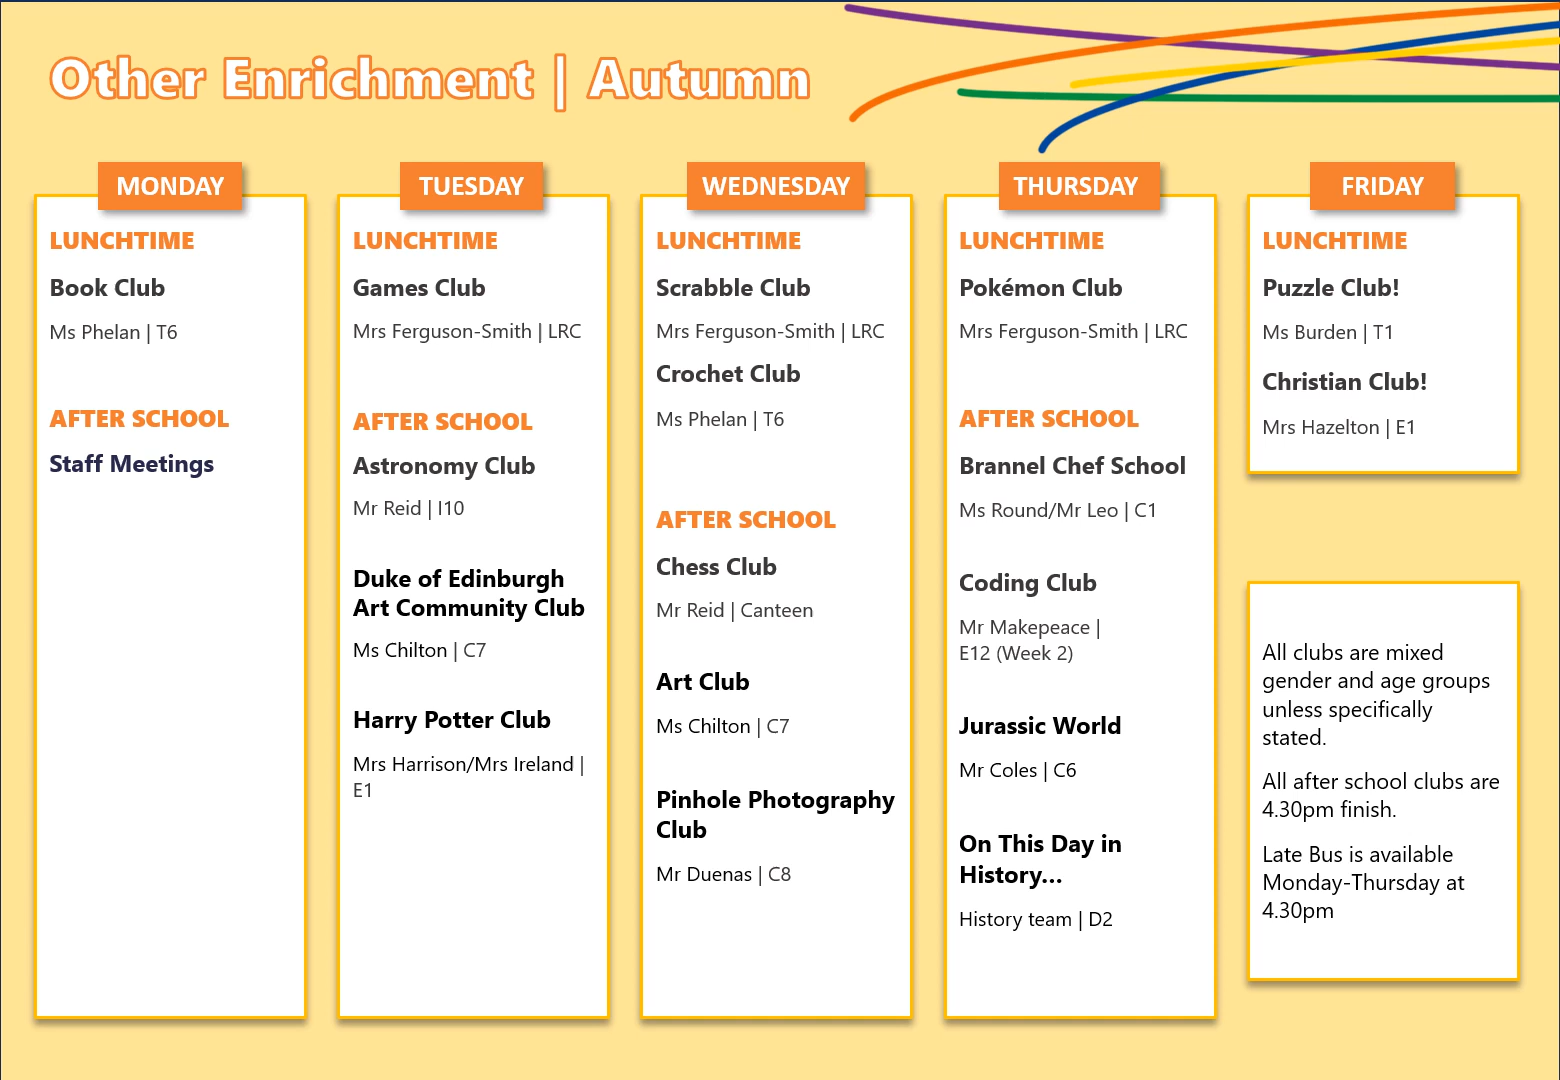 Other Enrichment | Autumn
MONDAY
LUNCHTIME
Book Club
Ms Phelan | T6
AFTER SCHOOL
Staff Meetings
TUESDAY
LUNCHTIME
Games Club
Mrs Ferguson-Smith | LRC
AFTER SCHOOL
Astronomy Club
Mr Reid | I10
Duke of Edinburgh
Art Community Club
Ms Chilton | C7
Harry Potter Club
Mrs Harrison/Mrs Ireland |
E1
WEDNESDAY
LUNCHTIME
Scrabble Club
Mrs Ferguson-Smith | LRC
Crochet Club
Ms Phelan | T6
AFTER SCHOOL
Chess Club
Mr Reid | Canteen
Art Club
Ms Chilton | C7
Pinhole Photography
Club
Mr Duenas | C8
THURSDAY
LUNCHTIME
Pokémon Club
Mrs Ferguson-Smith | LRC
AFTER SCHOOL
Brannel Chef School
Ms Round/Mr Leo | C1
Coding Club
Mr Makepeace |
E12 (Week 2)
Jurassic World
Mr Coles | C6
On This Day in
History...
History team | D2
FRIDAY
LUNCHTIME
Puzzle Club!
Ms Burden | T1
Christian Club!
Mrs Hazelton | E1
All clubs are mixed
gender and age groups
unless specifically
stated.
All after school clubs are
4.30pm finish.
Late Bus is available
Monday-Thursday at
4.30pm